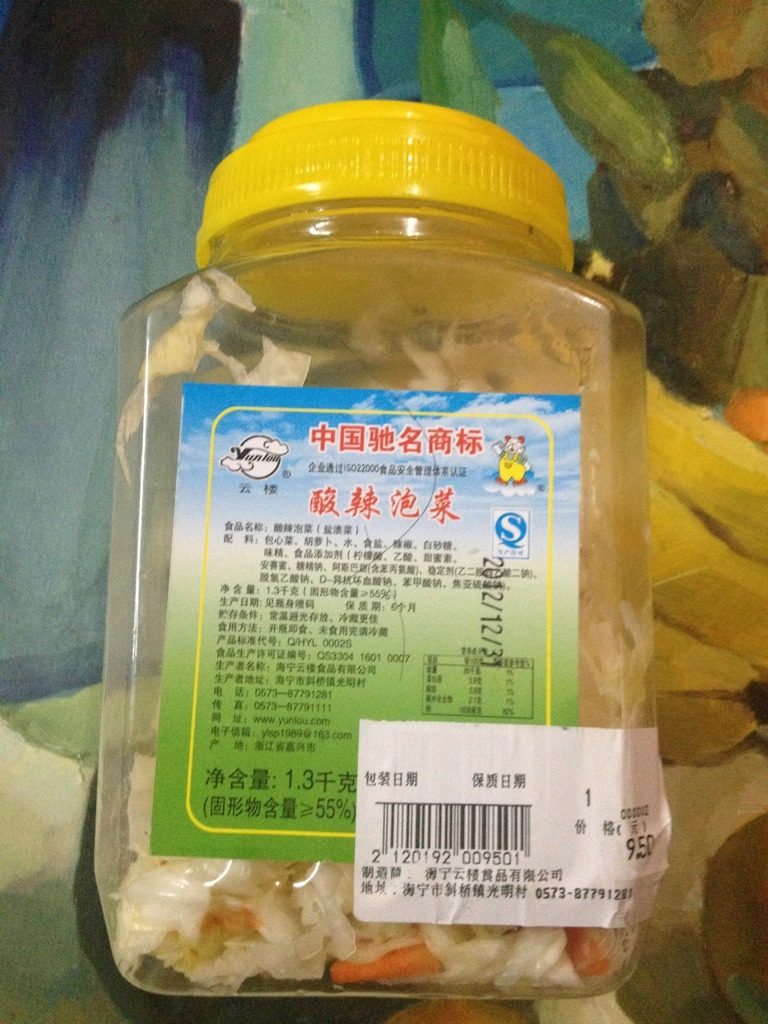 中国驰名商标
企业通过ISO22000食品安全管理体系认证
Yunlou
®
云楼
酸辣泡菜
食品名称: 酸辣泡菜(盐渍菜)
配 料: 包心菜、胡萝卜、水、食盐、辣椒、白砂糖、
味精、食品添加剂(柠檬酸、乙酸、甜蜜素、
安赛蜜、糖精钠、阿斯巴甜(含苯丙氨酸)、稳定剂(乙二胺四乙酸二钠)、
脱氢乙酸钠、D-异抗坏血酸钠、苯甲酸钠、焦亚硫酸钠)。
净含量: 1.3千克(固形物含量≥55%)
生产日期: 见瓶身喷码 保质期: 6个月
贮存条件: 常温避光存放、冷藏更佳
食用方法: 开瓶即食、未食用完请冷藏
产品标准代号: Q/HYL 0002S
食品生产许可证编号: QS3304 1601 0007
生产者名称: 海宁云楼食品有限公司
生产者地址: 海宁市斜桥镇光明村
电 话: 0573-87791281
传 真: 0573-87791111
网 址: www.yunlou.com
电子信箱: ylsp1989@163.com
产 地: 浙江省嘉兴市
净含量: 1.3千克
(固形物含量≥55%)
2012/12/31
包装日期 保质日期
1
价 格(元)
9.50
2 120192 009501
制造商: 海宁云楼食品有限公司
地址: 海宁市斜桥镇光明村 0573-87791281